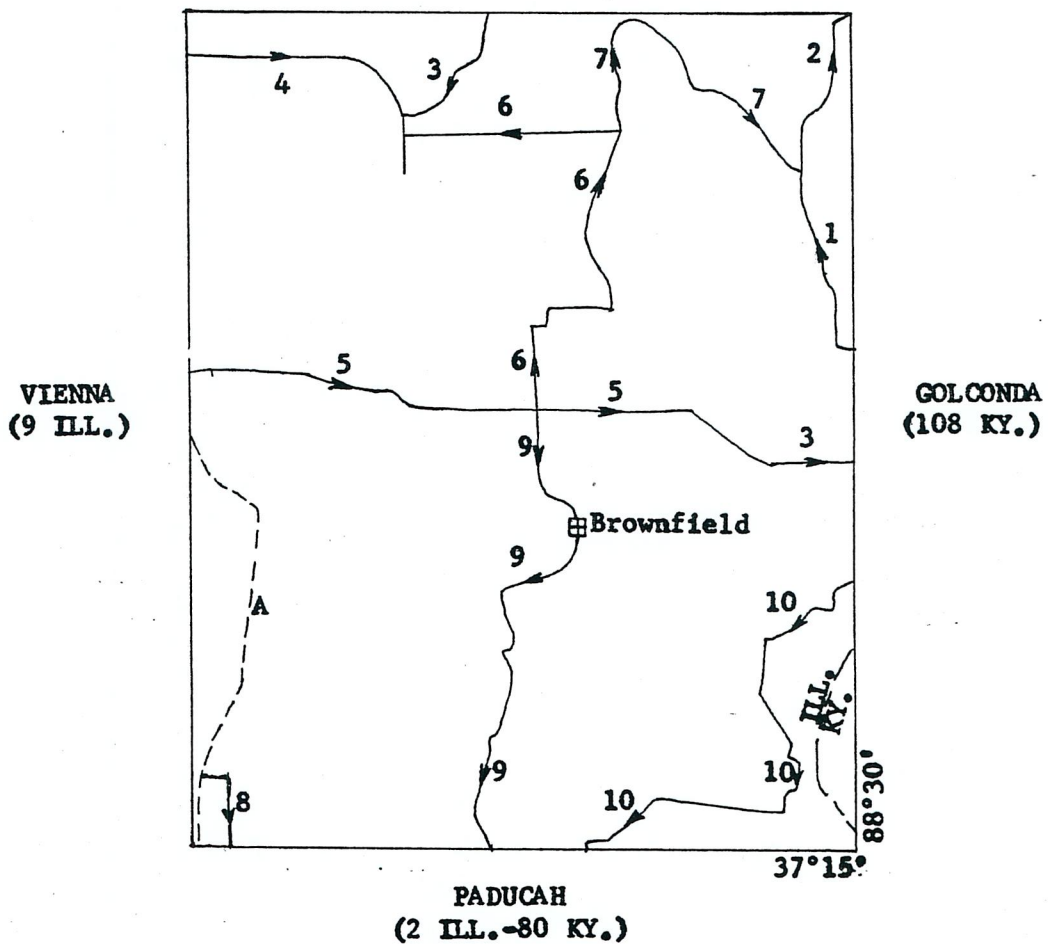 2
3
7
4
6
7
6
1
5
6
VIENNA
(9 ILL.)
5
GOLCONDA
(108 KY.)
3
9
Brownfield
9
10
A
ILL.
KY.
9
10
8
10
88°30'
37°15'
PADUCAH
(2 ILL.-80 KY.)